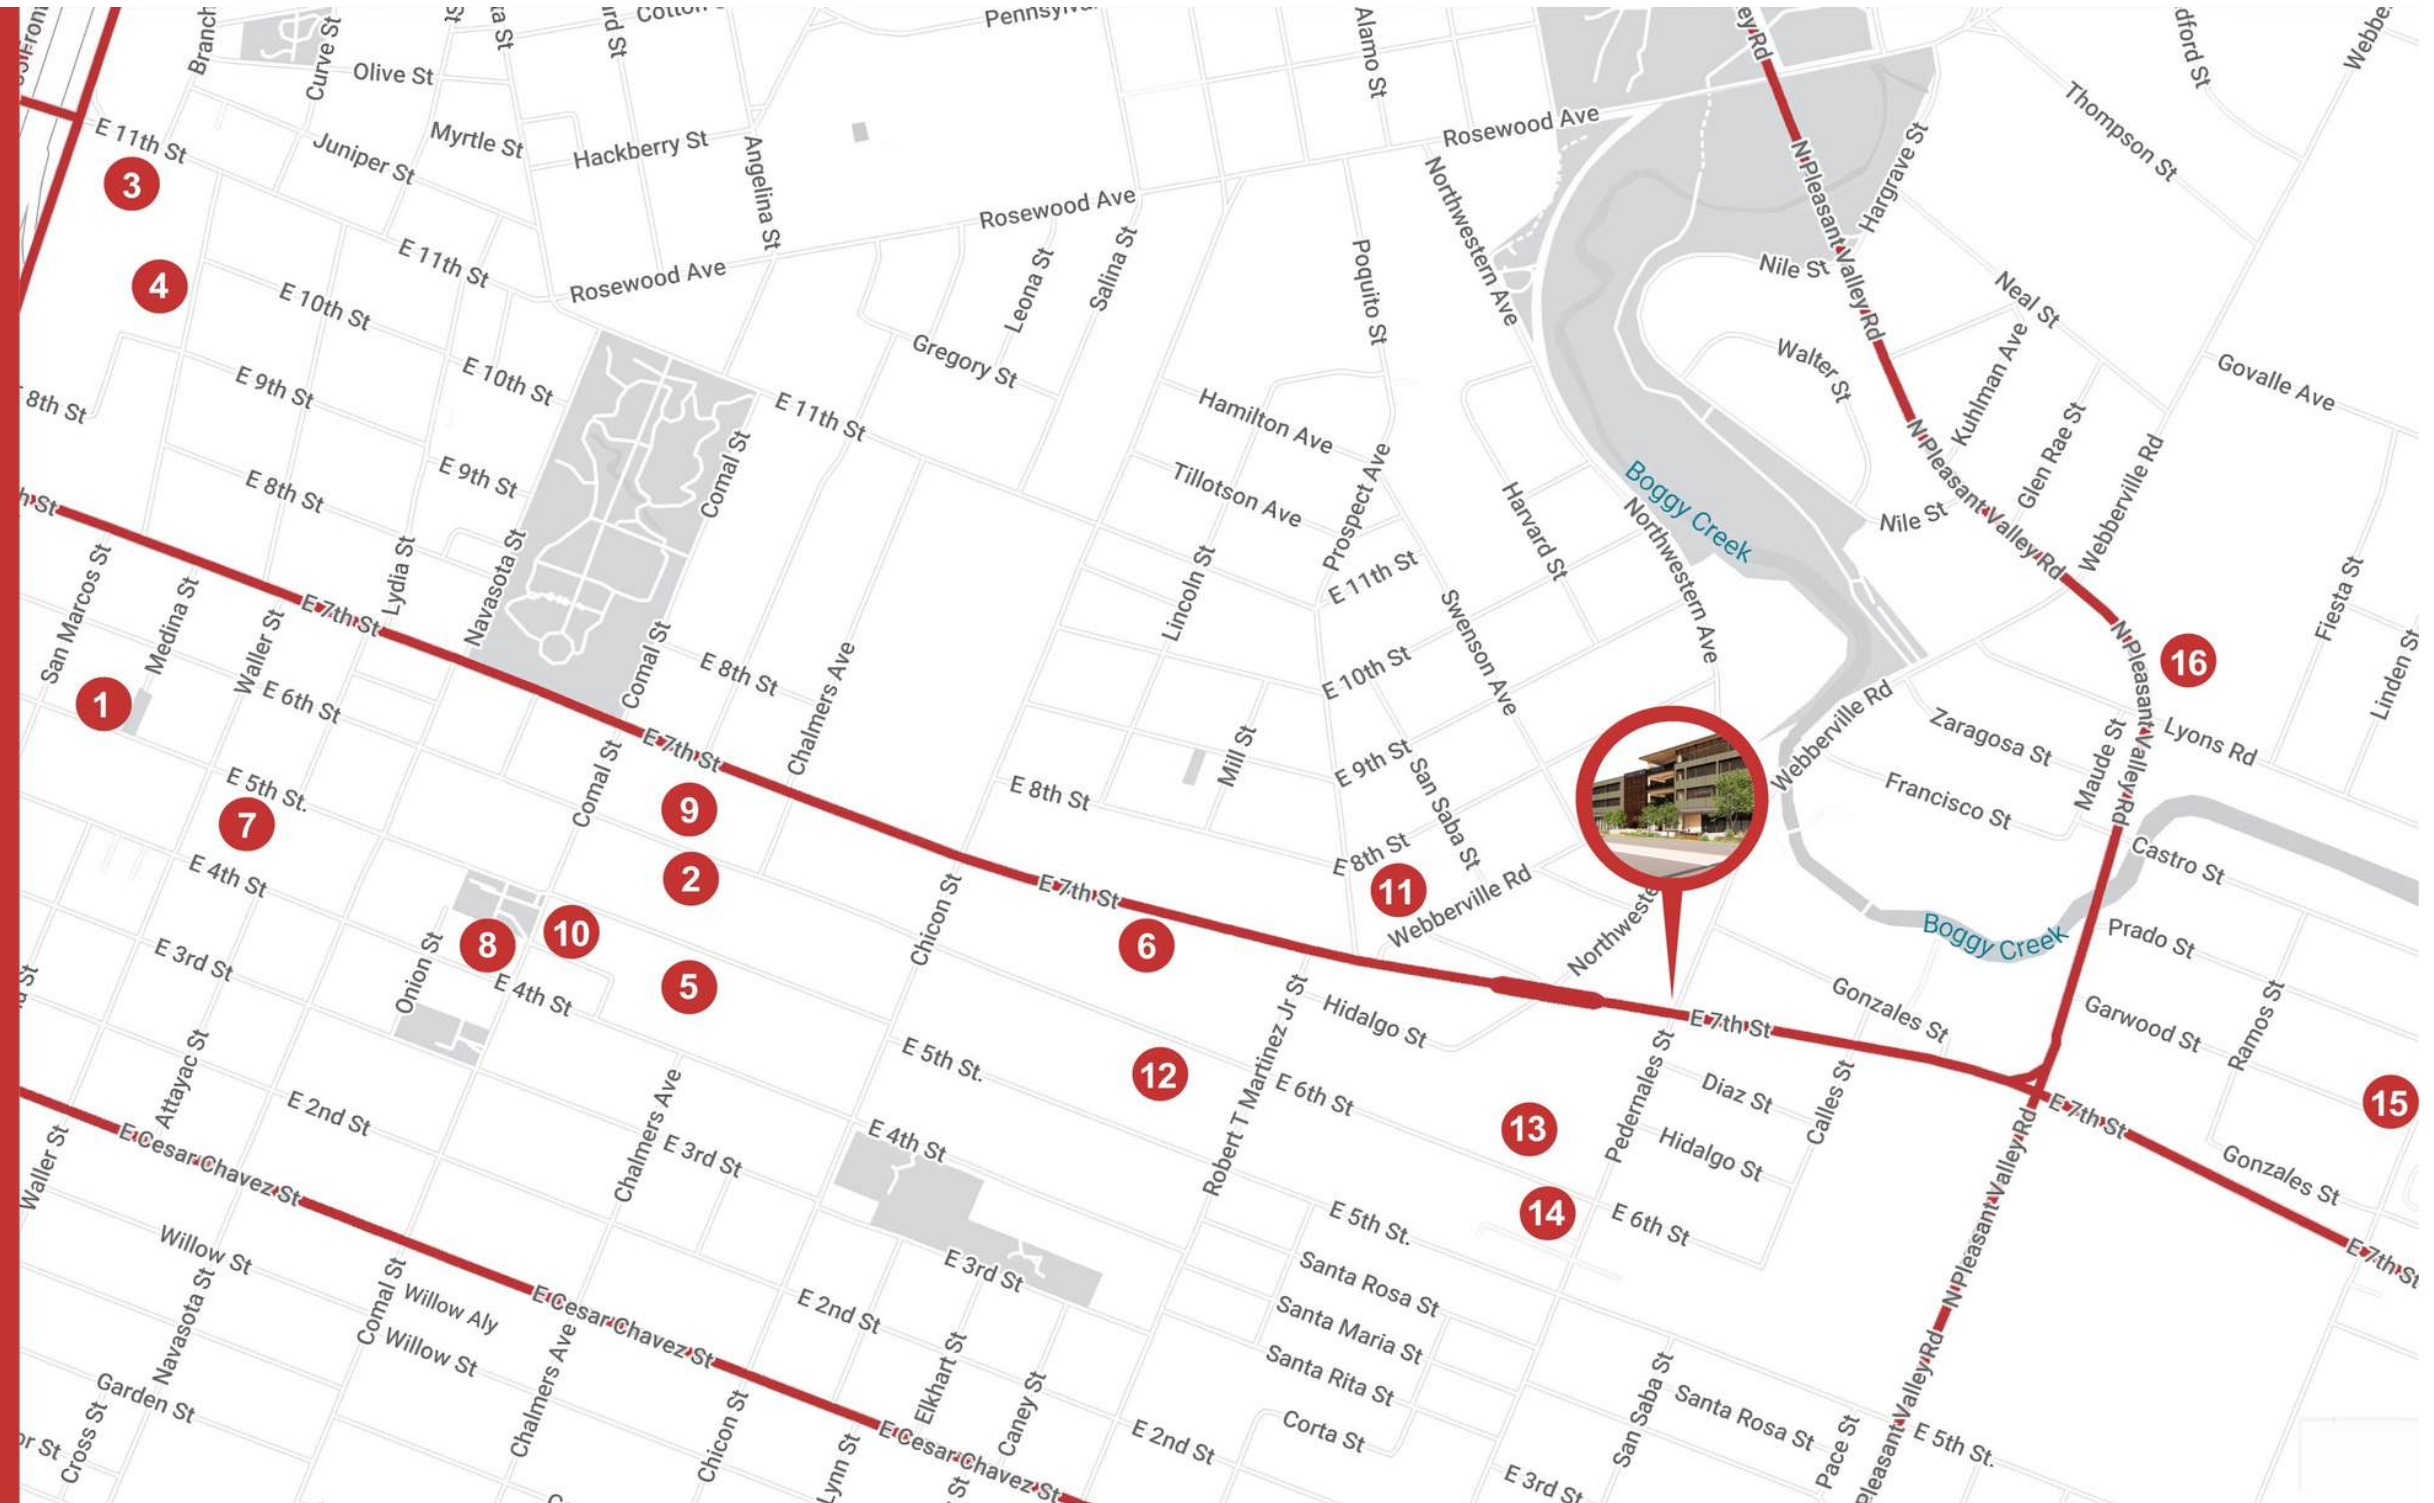 Curve St
Olive St
Alamo St
Thompson St
E 11th St
Juniper St
Myrtle St
Hackberry St
Angelina St
Rosewood Ave
N Pleasant Valley Rd
Hargrave St
3
E 11th St
Rosewood Ave
Northwestern Ave
Nile St
4
E 10th St
Rosewood Ave
Leona St
Salina St
Poquito St
Neal St
E 9th St
E 10th St
Gregory St
Walter St
Kuhlman Ave
Govalle Ave
8th St
E 11th St
Hamilton Ave
N Pleasant Valley Rd
Glen Rae St
Webberville Rd
E 8th St
E 9th St
Comal St
Tillotson Ave
Prospect Ave
Harvard St
Boggy Creek
Northwestern Ave
Nile St
San Marcos St
Medina St
Waller St
E 7th St
Lydia St
Navasota St
Comal St
Lincoln St
E 11th St
Swenson Ave
Fiesta St
Linden St
1
E 6th St
E 8th St
Chalmers Ave
E 10th St
N Pleasant Valley Rd
16
E 7th St
Mill St
E 9th St
San Saba St
Webberville Rd
Zaragosa St
Maude St
Lyons Rd
E 5th St.
7
Comal St
9
E 8th St
Francisco St
E 4th St
2
E 7th St
E 8th St
11
Webberville Rd
Castro St
E 3rd St
Onion St
8
10
Chicon St
6
Boggy Creek
Prado St
E 4th St
5
Robert T Martinez Jr St
Hidalgo St
E 7th St
Gonzales St
Garwood St
Ramos St
Attayac St
E 2nd St
Chalmers Ave
E 5th St.
12
E 6th St
13
Pedernales St
Diaz St
Calles St
E 7th St
15
Waller St
E Cesar Chavez St
E 3rd St
E 4th St
Hidalgo St
Gonzales St
Willow St
14
E 5th St.
E 6th St
N Pleasant Valley Rd
E 7th St
Navasota St
Comal St
Willow Aly
Willow St
E Cesar Chavez St
E 2nd St
E 3rd St
Santa Rosa St
Santa Maria St
Santa Rita St
Garden St
Cross St
Chalmers Ave
Chicon St
Lynn St
Elkhart St
Caney St
E Cesar Chavez St
E 2nd St
Corta St
E 3rd St
San Saba St
Santa Rosa St
Pace St
Pleasant Valley Rd
E 5th St.